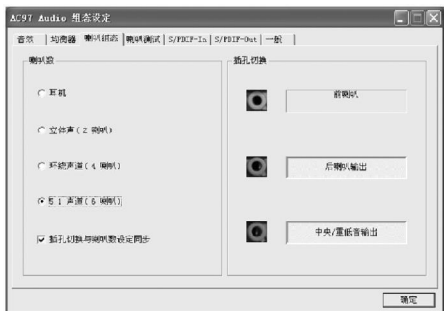 AC97 Audio 组态设定
音效 均衡器 喇叭组态 喇叭测试 S/PDIF-In S/PDIF-Out 一般
喇叭数
耳机
立体声(2 喇叭)
环绕声道(4 喇叭)
5.1 声道(6 喇叭)
插孔切换与喇叭数设定同步
插孔切换
前喇叭
后喇叭输出
中央/重低音输出
确定